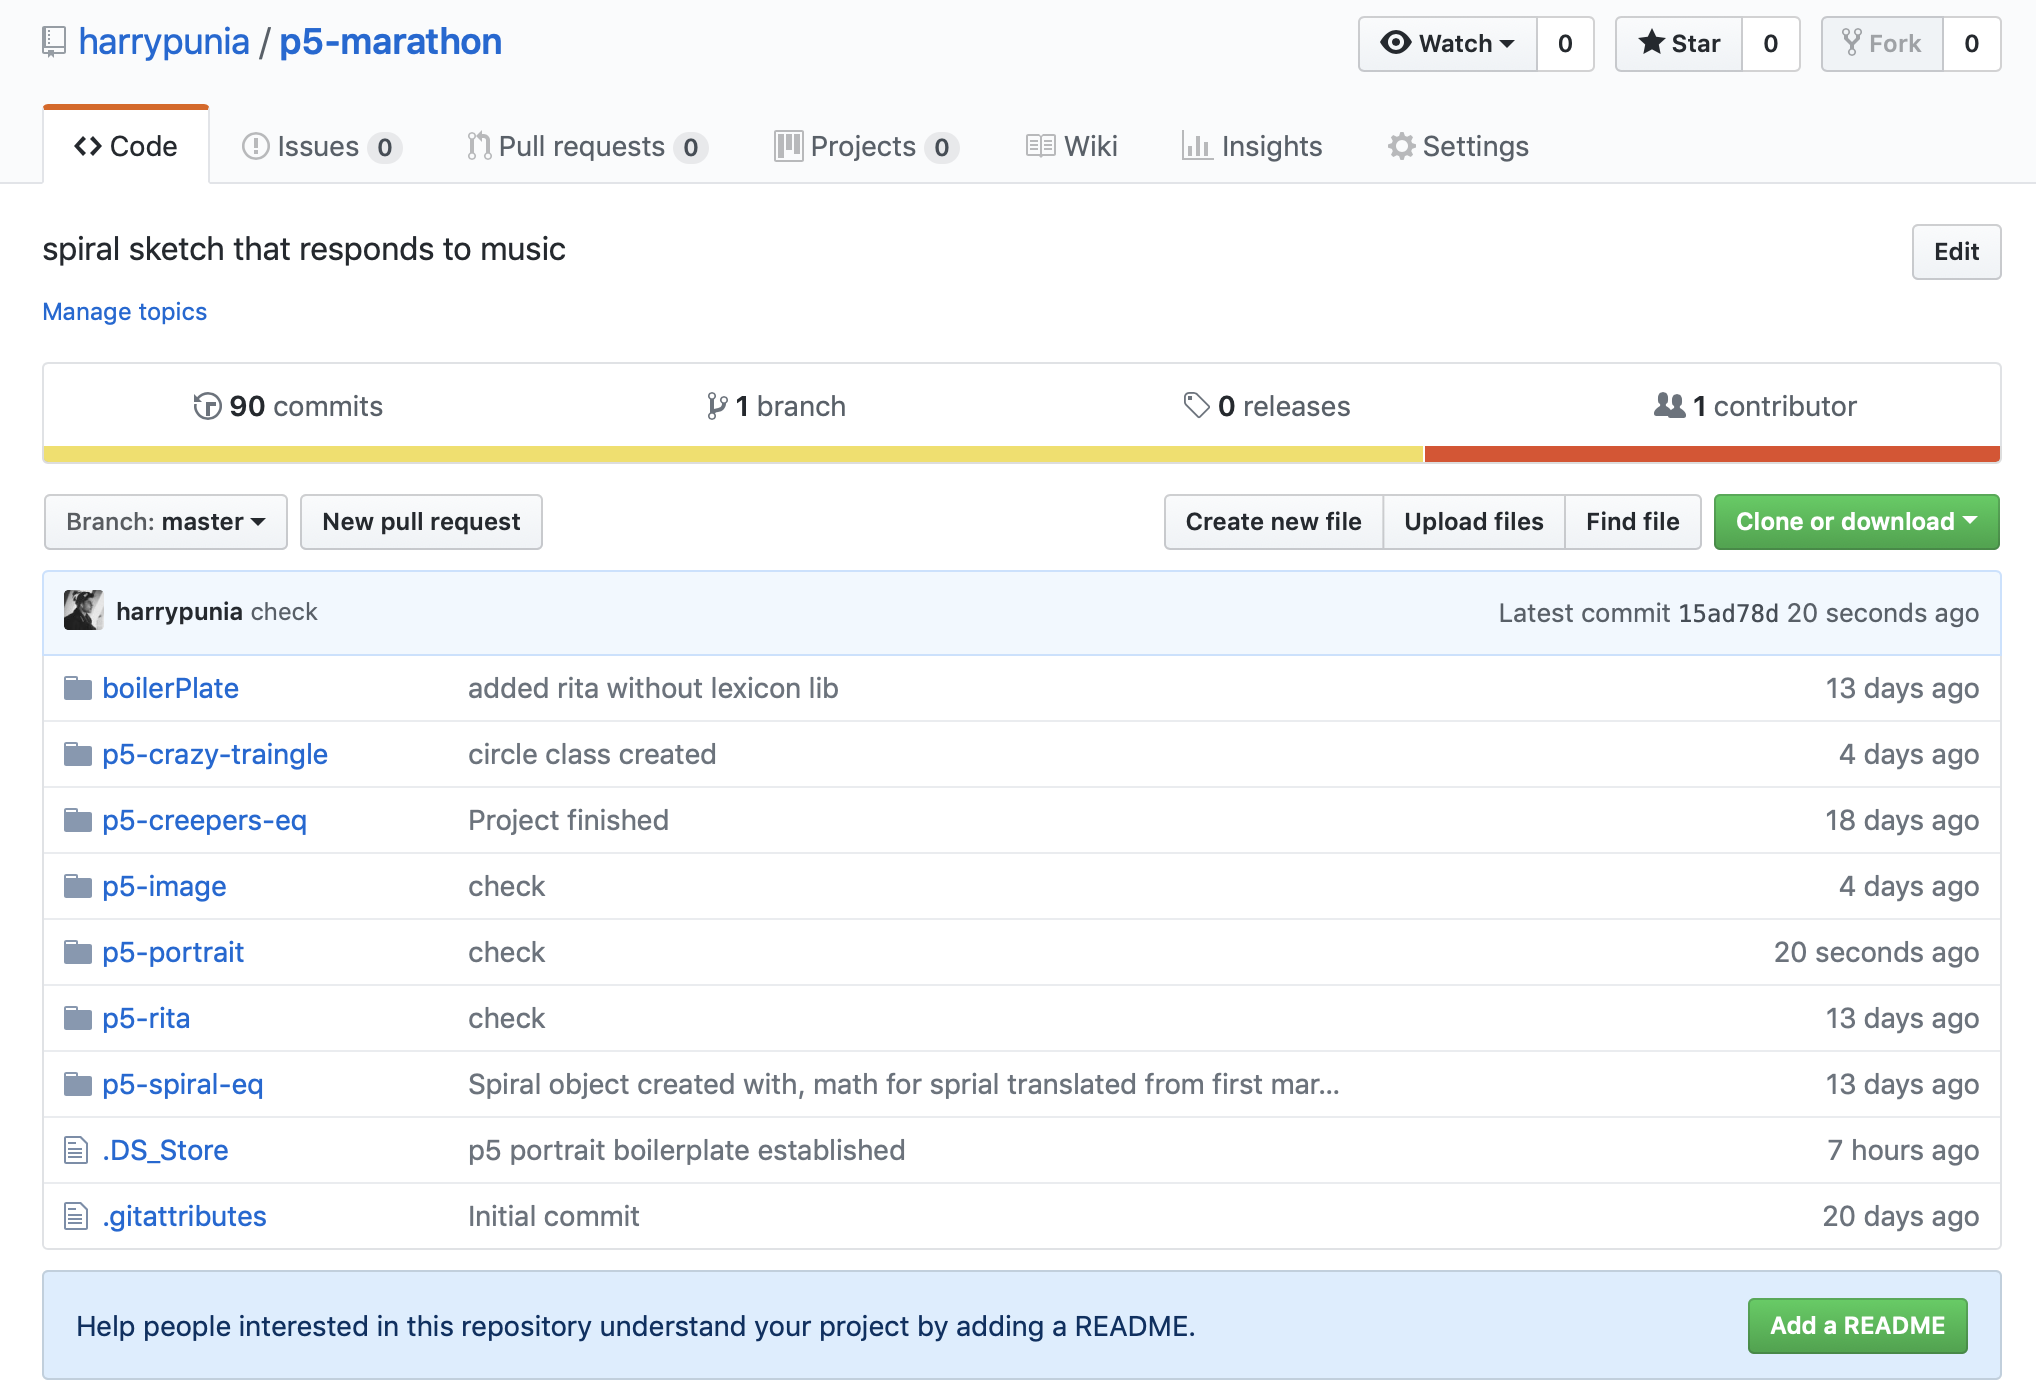 harrypunia / p5-marathon
Watch 0 Star 0 Fork 0
Code Issues 0 Pull requests 0 Projects 0 Wiki Insights Settings
spiral sketch that responds to music
Edit
Manage topics
90 commits 1 branch 0 releases 1 contributor
Branch: master New pull request Create new file Upload files Find file Clone or download
harrypunia check Latest commit 15ad78d 20 seconds ago
boilerPlate added rita without lexicon lib 13 days ago
p5-crazy-traingle circle class created 4 days ago
p5-creepers-eq Project finished 18 days ago
p5-image check 4 days ago
p5-portrait check 20 seconds ago
p5-rita check 13 days ago
p5-spiral-eq Spiral object created with, math for sprial translated from first mar... 13 days ago
.DS_Store p5 portrait boilerplate established 7 hours ago
.gitattributes Initial commit 20 days ago
Help people interested in this repository understand your project by adding a README. Add a README